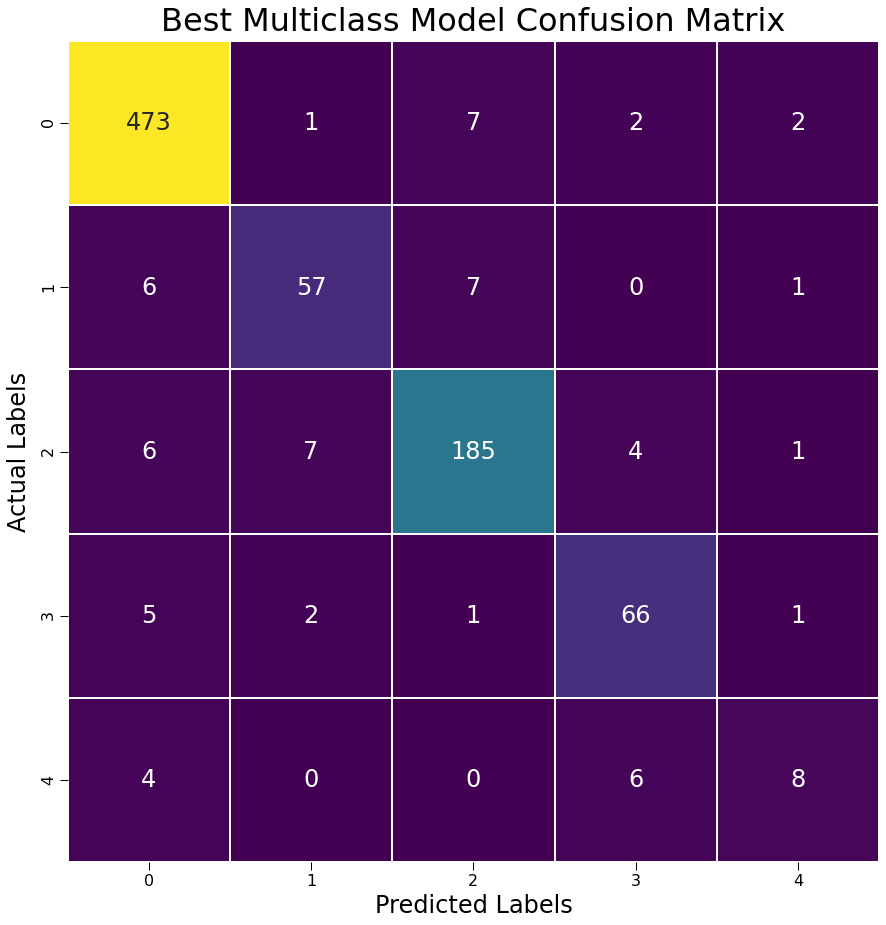 Best Multiclass Model Confusion Matrix
0 473 1 7 2 2
1 6 57 7 0 1
2 6 7 185 4 1
3 5 2 1 66 1
4 4 0 0 6 8
0 1 2 3 4
Actual Labels
Predicted Labels